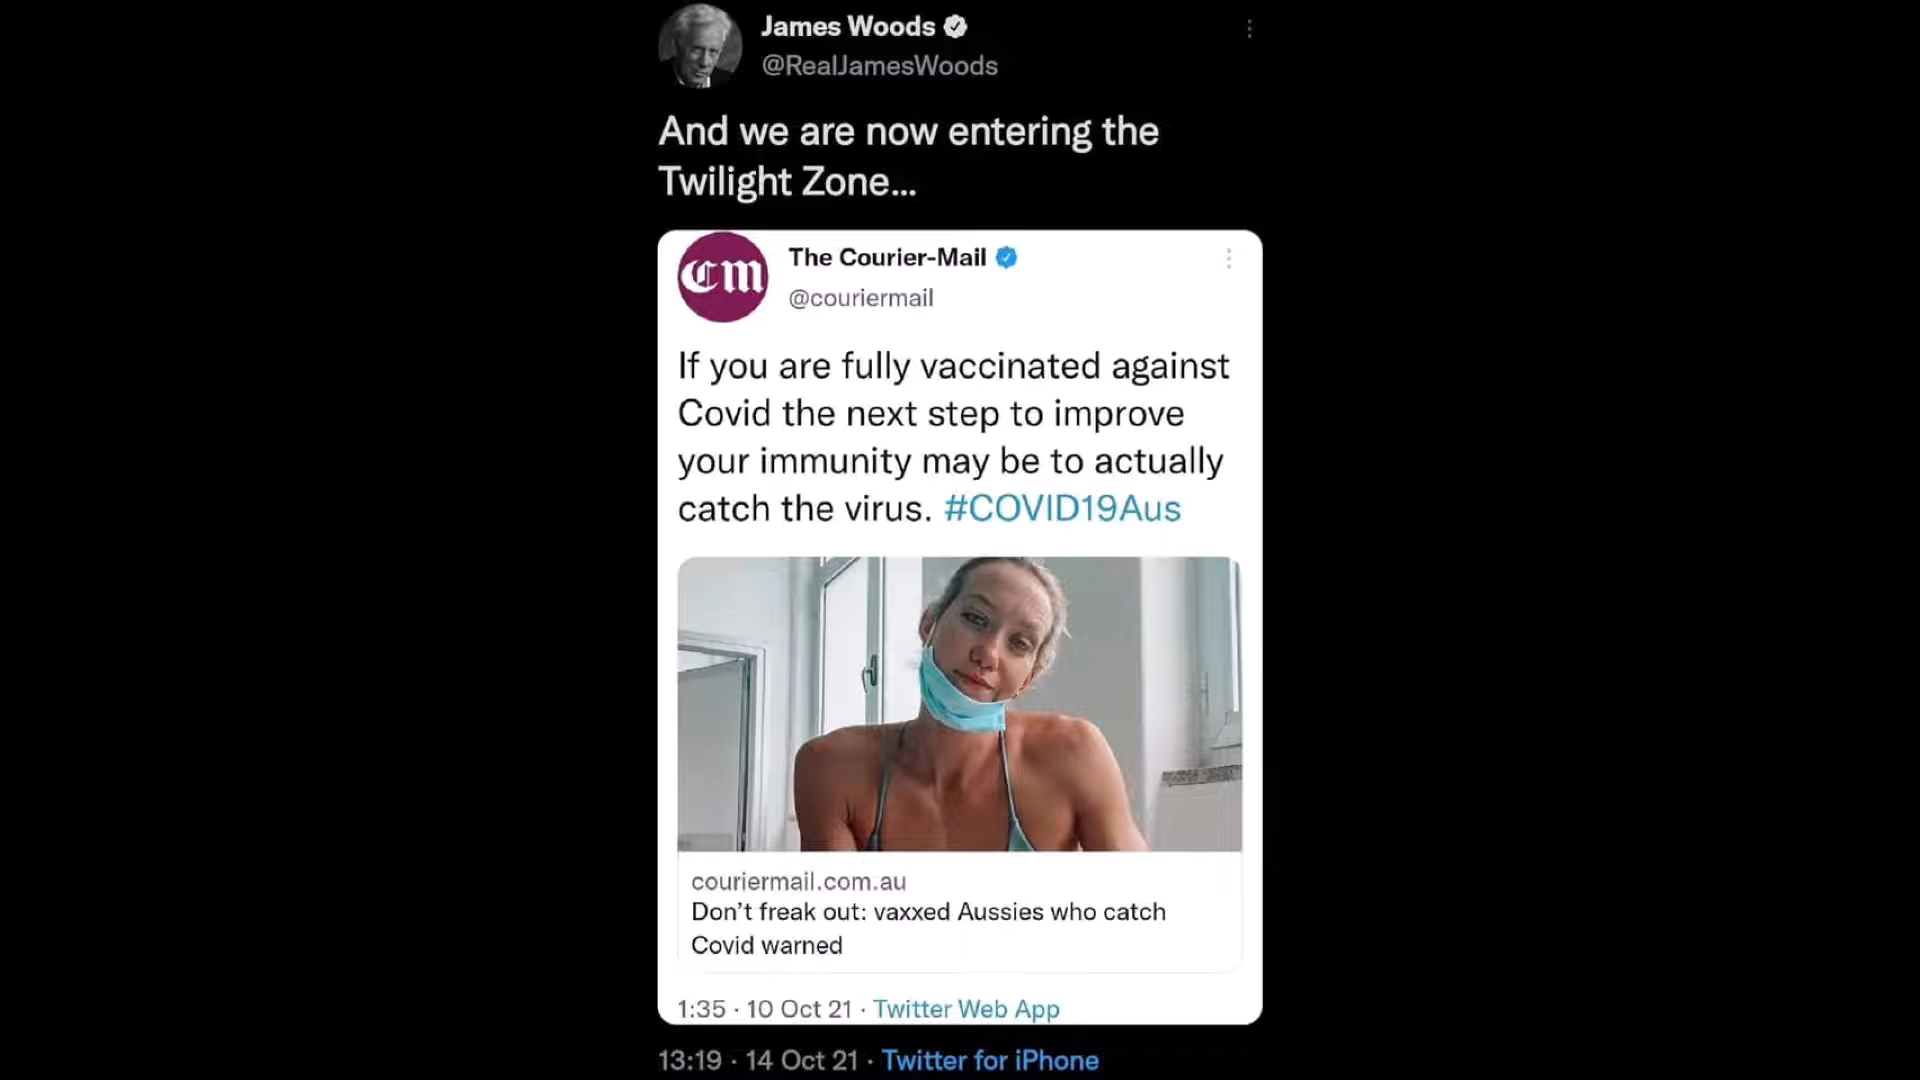 James Woods
@RealJamesWoods
And we are now entering the
Twilight Zone...
CM
The Courier-Mail
@couriermail
If you are fully vaccinated against
Covid the next step to improve
your immunity may be to actually
catch the virus. #COVID19Aus
couriermail.com.au
Don't freak out: vaxxed Aussies who catch
Covid warned
1:35 · 10 Oct 21 · Twitter Web App
13:19 · 14 Oct 21 · Twitter for iPhone